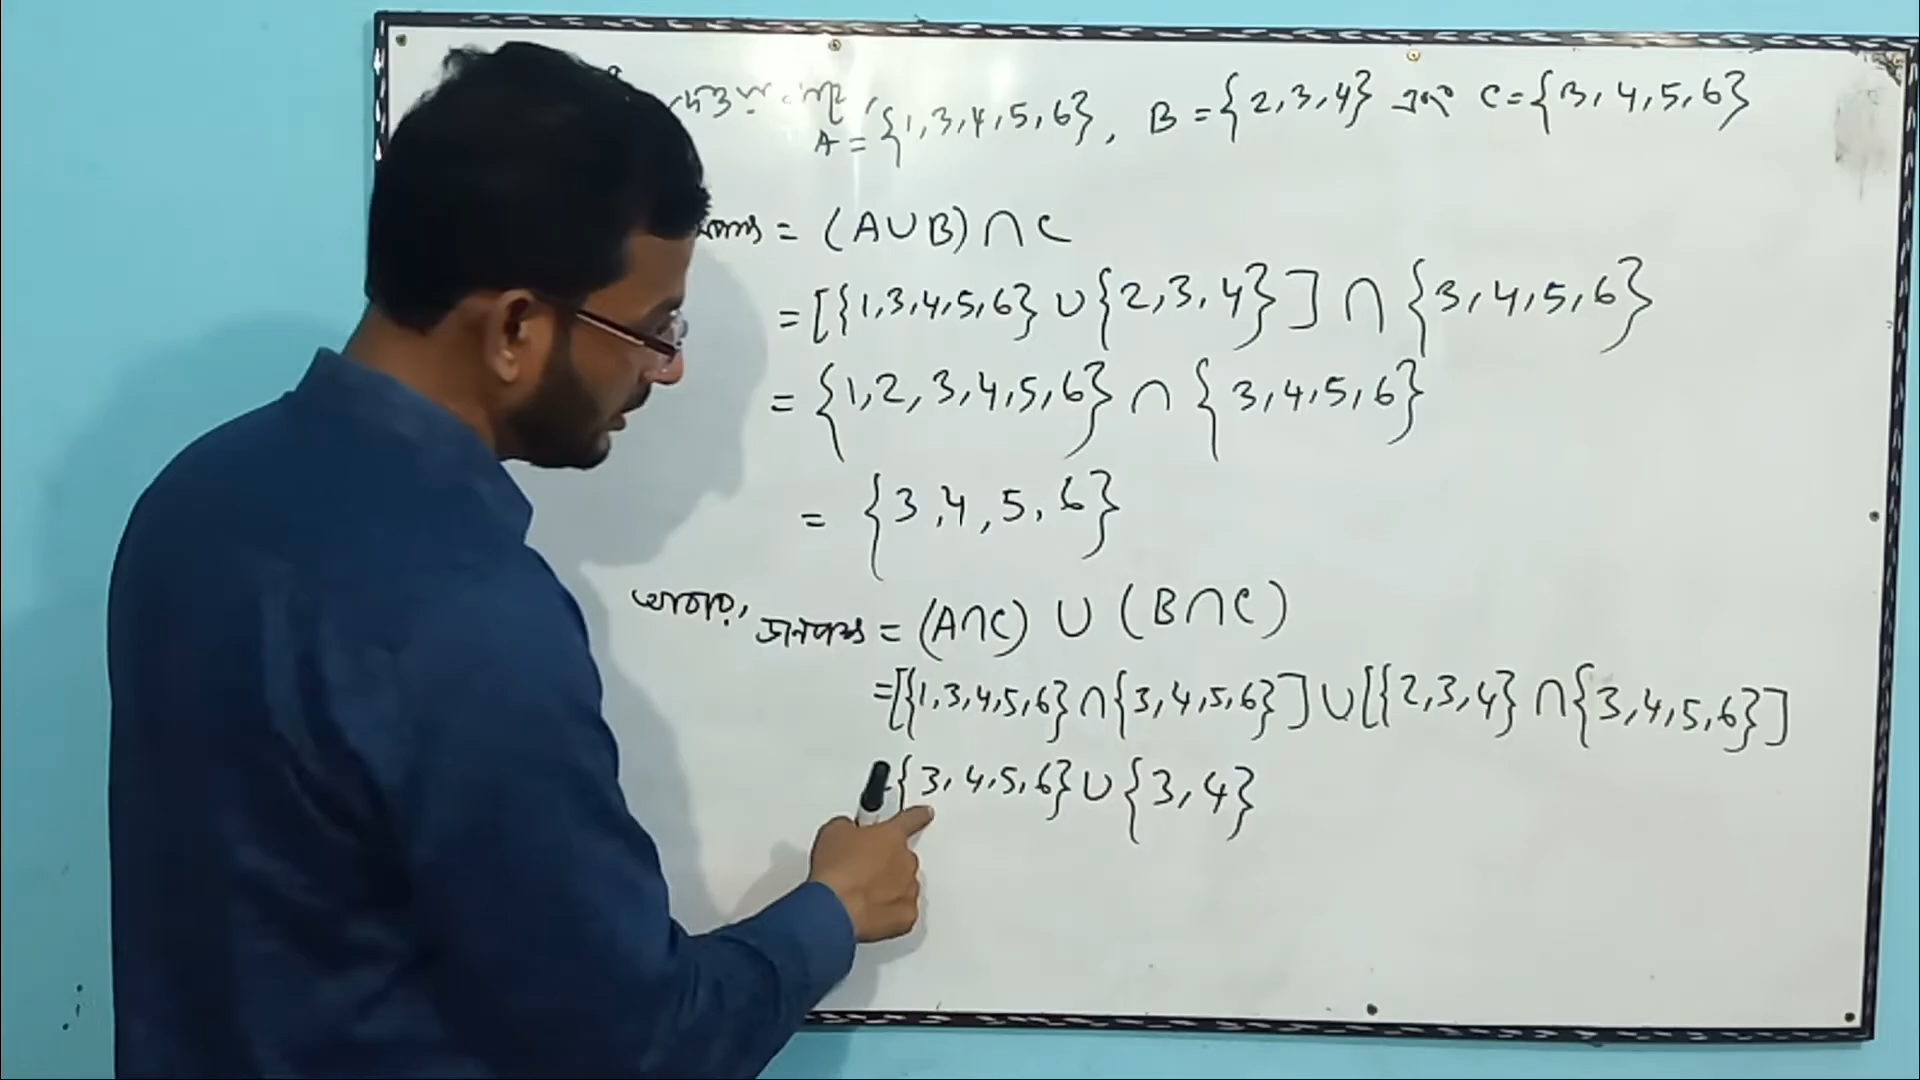 A = {1,3,4,5,6}, B = {2,3,4} এবং C = {3,4,5,6}
= (A∪B)∩C
= [{1,3,4,5,6} ∪ {2,3,4}] ∩ {3,4,5,6}
= {1,2,3,4,5,6} ∩ {3,4,5,6}
= {3,4,5,6}
আবার, ডানপক্ষ = (A∩C) ∪ (B∩C)
= [{1,3,4,5,6} ∩ {3,4,5,6}] ∪ [{2,3,4} ∩ {3,4,5,6}]
{3,4,5,6} ∪ {3,4}